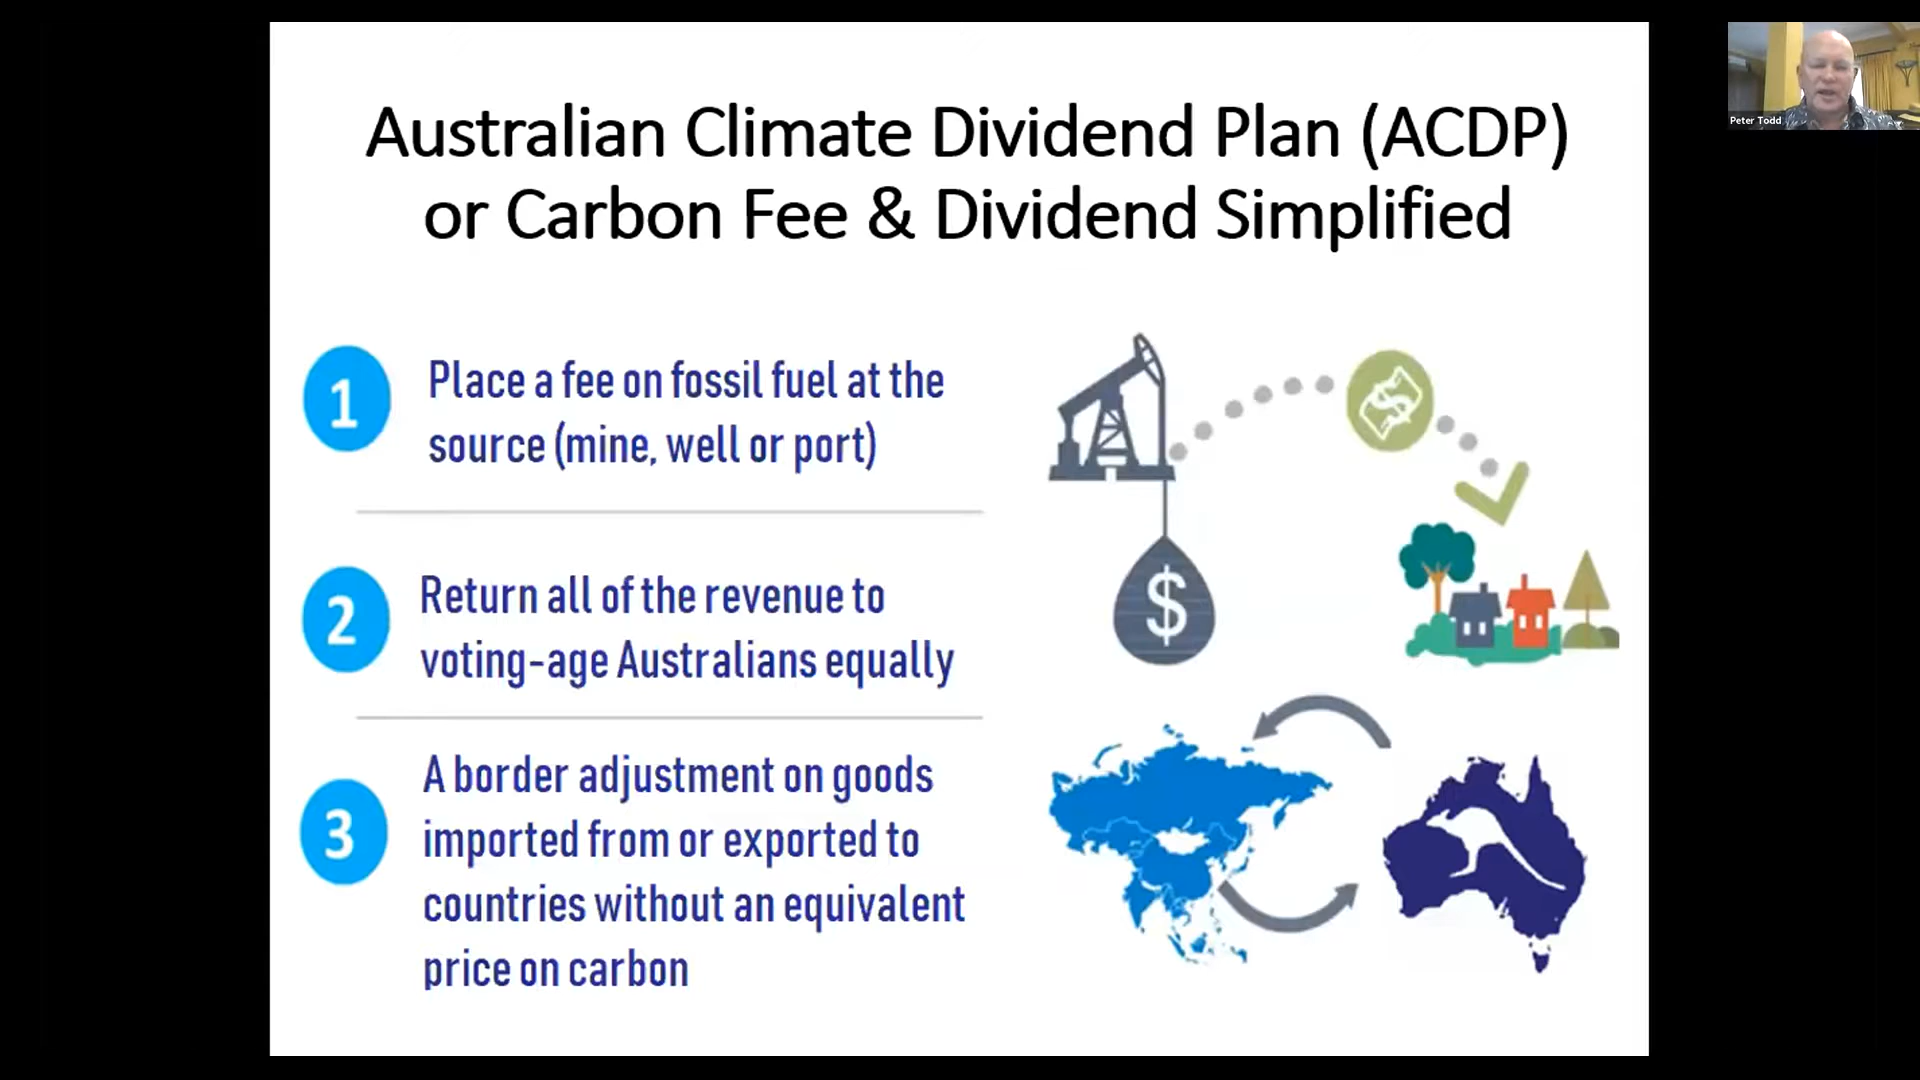 Australian Climate Dividend Plan (ACDP)
or Carbon Fee & Dividend Simplified
1
Place a fee on fossil fuel at the
source (mine, well or port)
2
Return all of the revenue to
voting-age Australians equally
3
A border adjustment on goods
imported from or exported to
countries without an equivalent
price on carbon
$
$
Peter Todd